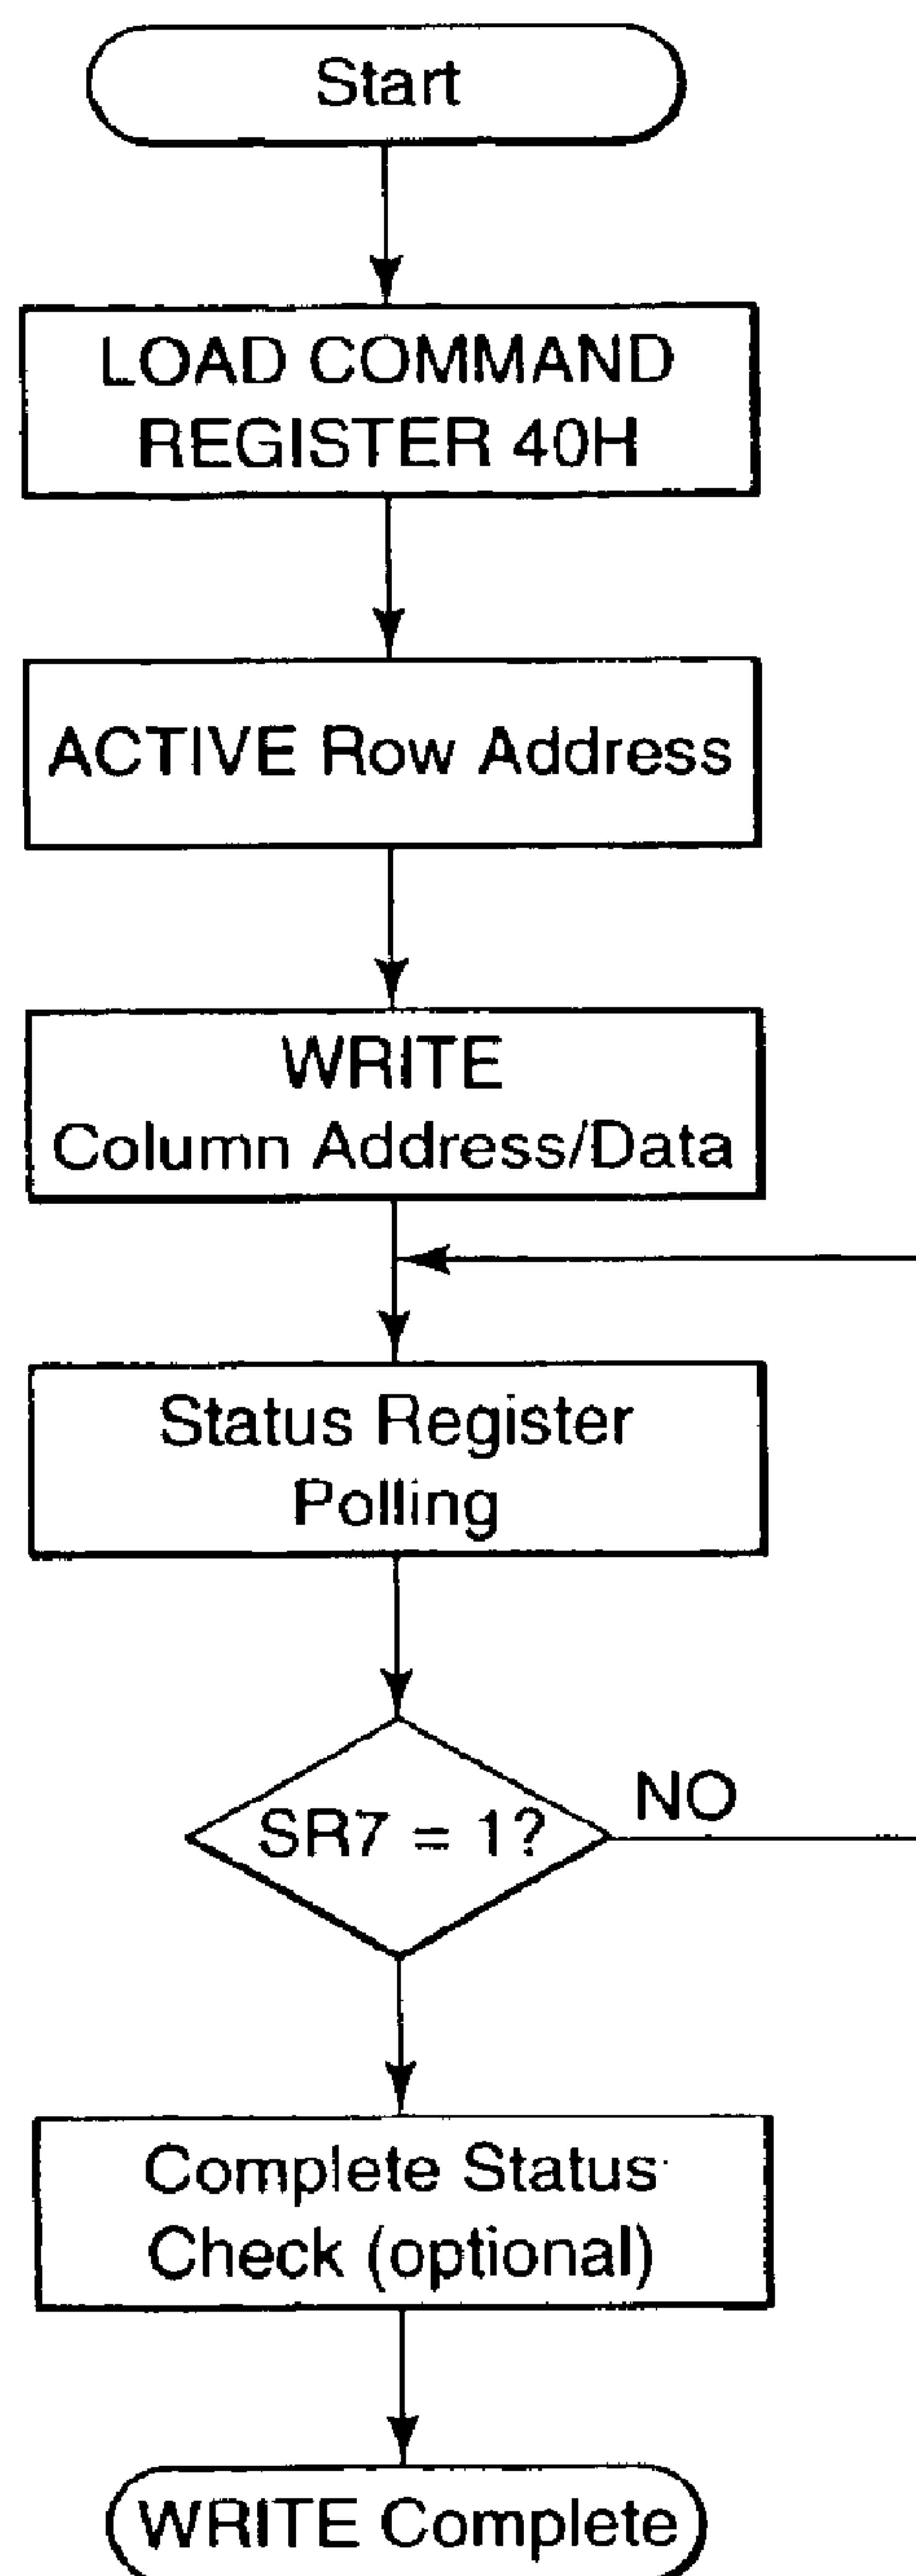 Start
LOAD COMMAND
REGISTER 40H
ACTIVE Row Address
WRITE
Column Address/Data
Status Register
Polling
NO
SR7 = 1?
Complete Status
Check (optional)
WRITE Complete